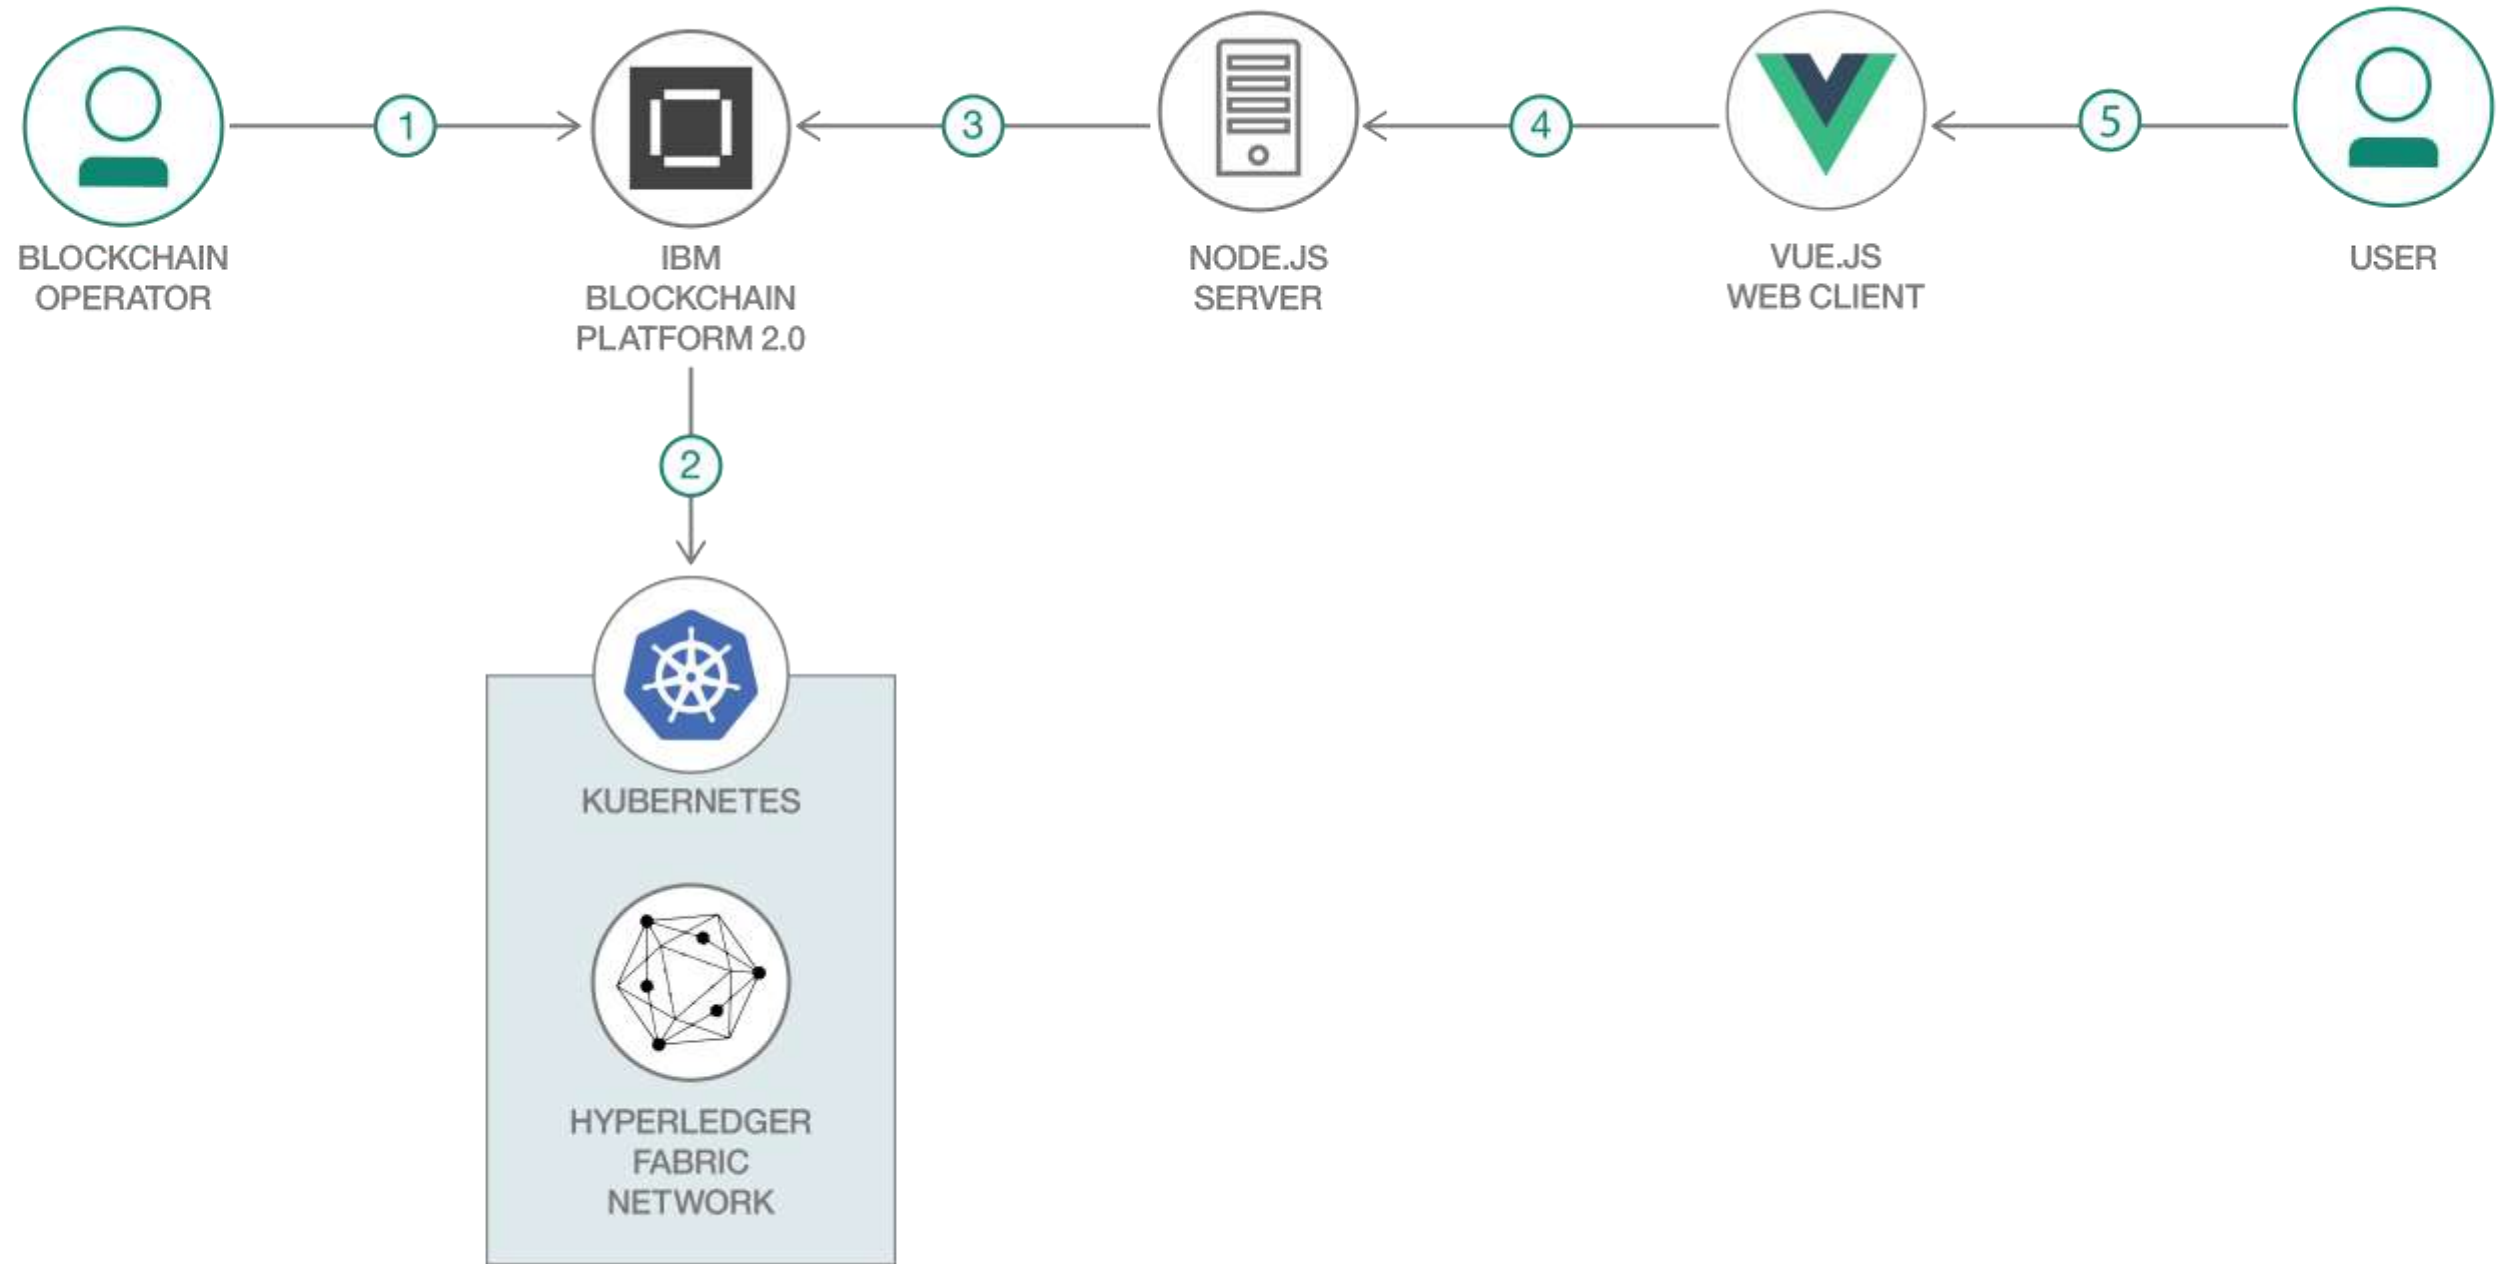 1
3
4
5
BLOCKCHAIN
OPERATOR
IBM
BLOCKCHAIN
PLATFORM 2.0
NODE.JS
SERVER
VUE.JS
WEB CLIENT
USER
2
KUBERNETES
HYPERLEDGER
FABRIC
NETWORK